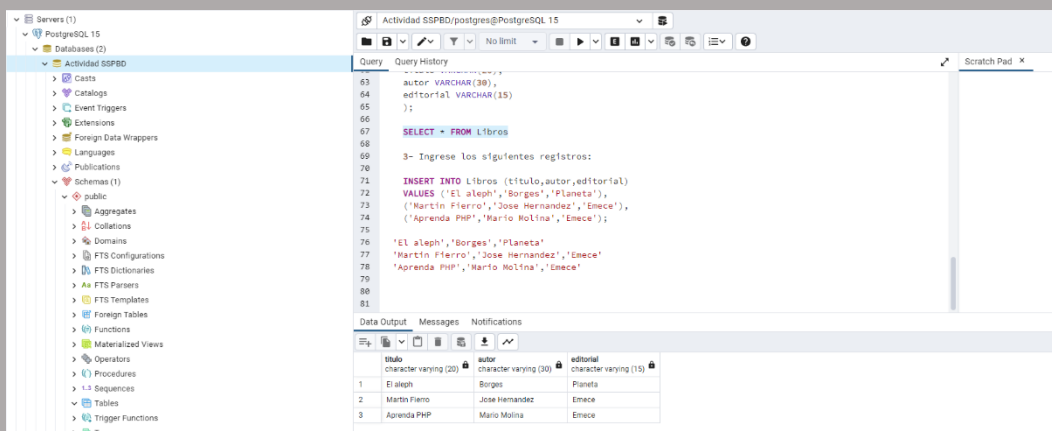 Servers (1)
PostgreSQL 15
Databases (2)
Actividad SSPBD
Casts
Catalogs
Event Triggers
Extensions
Foreign Data Wrappers
Languages
Publications
Schemas (1)
public
Aggregates
Collations
Domains
FTS Configurations
FTS Dictionaries
Aa FTS Parsers
FTS Templates
Foreign Tables
Functions
Materialized Views
Operators
Procedures
1..3 Sequences
Tables
Trigger Functions
Actividad SSPBD/postgres@PostgreSQL 15
No limit
E
Query Query History
Scratch Pad ×
63 autor VARCHAR(30),
64 editorial VARCHAR(15)
65 );
66
67 SELECT * FROM Libros
68
69 3- Ingrese los siguientes registros:
70
71 INSERT INTO Libros (titulo,autor,editorial)
72 VALUES ('El aleph','Borges','Planeta'),
73 ('Martin Fierro','Jose Hernandez','Emece'),
74 ('Aprenda PHP','Mario Molina','Emece');
75
76 'El aleph','Borges','Planeta'
77 'Martin Fierro','Jose Hernandez','Emece'
78 'Aprenda PHP','Mario Molina','Emece'
79
80
81
Data Output Messages Notifications
titulo autor editorial
character varying (20) character varying (30) character varying (15)
1 El aleph Borges Planeta
2 Martin Fierro Jose Hernandez Emece
3 Aprenda PHP Mario Molina Emece